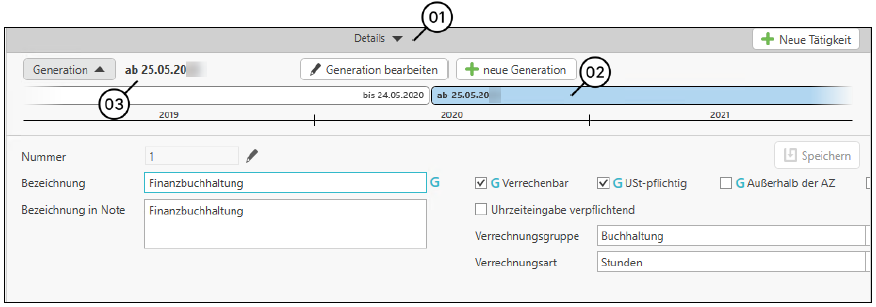 01
Details
Neue Tätigkeit
Generation ab 25.05.20 Generation bearbeiten neue Generation
02
bis 24.05.2020 ab 25.05.20
03
2019 2020 2021
Nummer 1 Speichern
Bezeichnung Finanzbuchhaltung G G Verrechenbar G USt-pflichtig G Außerhalb der AZ
Bezeichnung in Note Finanzbuchhaltung Uhrzeiteingabe verpflichtend
Verrechnungsgruppe Buchhaltung
Verrechnungsart Stunden